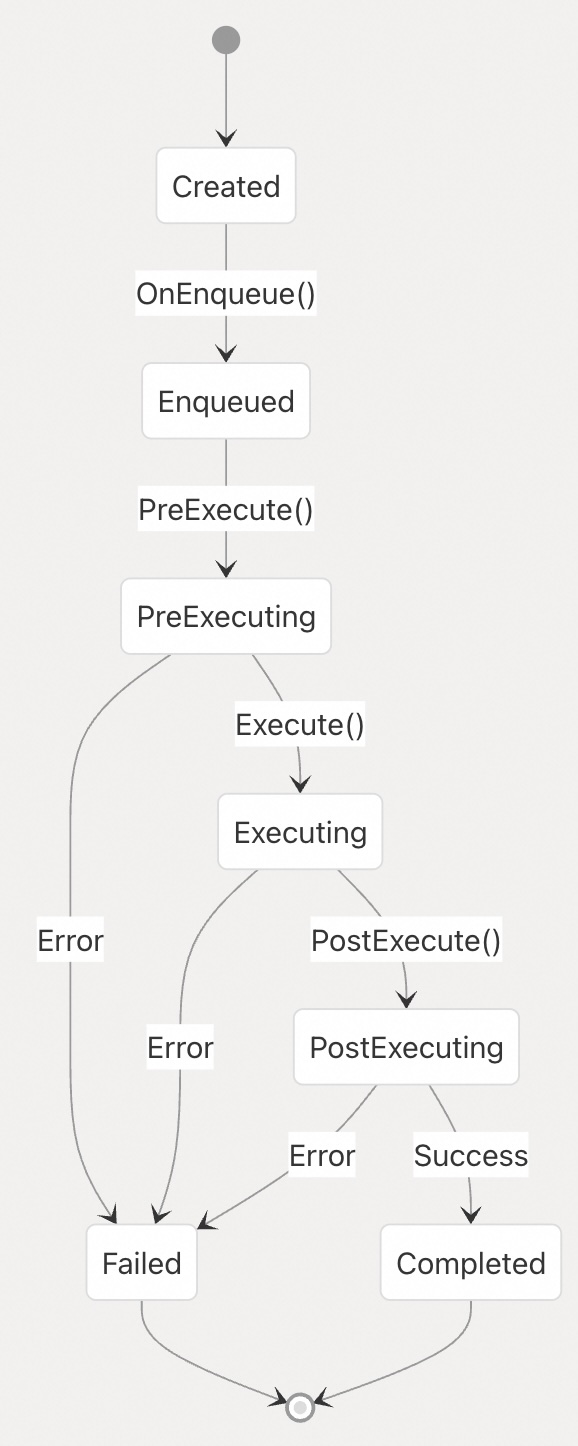 Created
OnEnqueue()
Enqueued
PreExecute()
PreExecuting
Execute()
Executing
Error
PostExecute()
Error
PostExecuting
Error
Success
Failed
Completed